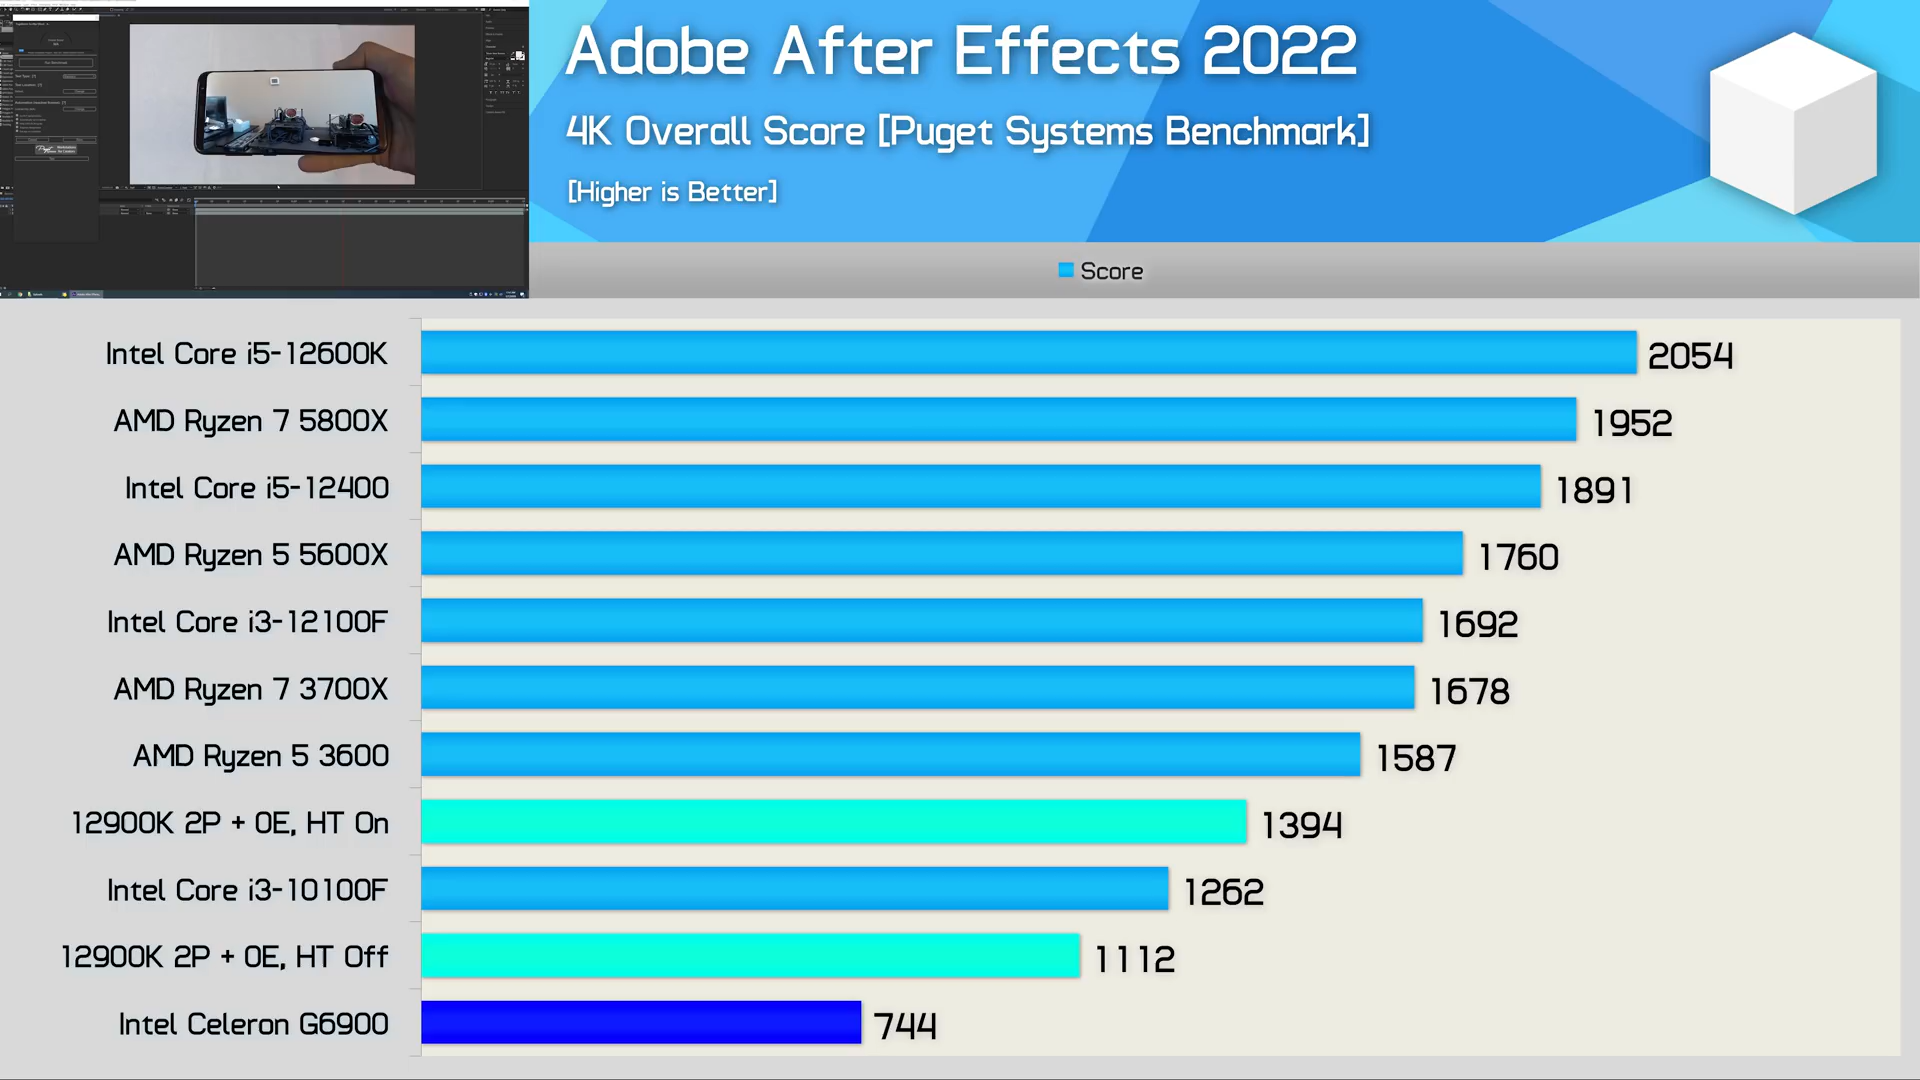 Adobe After Effects 2022
4K Overall Score [Puget Systems Benchmark]
[Higher is Better]
Score
Intel Core i5-12600K 2054
AMD Ryzen 7 5800X 1952
Intel Core i5-12400 1891
AMD Ryzen 5 5600X 1760
Intel Core i3-12100F 1692
AMD Ryzen 7 3700X 1678
AMD Ryzen 5 3600 1587
12900K 2P + 0E, HT On 1394
Intel Core i3-10100F 1262
12900K 2P + 0E, HT Off 1112
Intel Celeron G6900 744